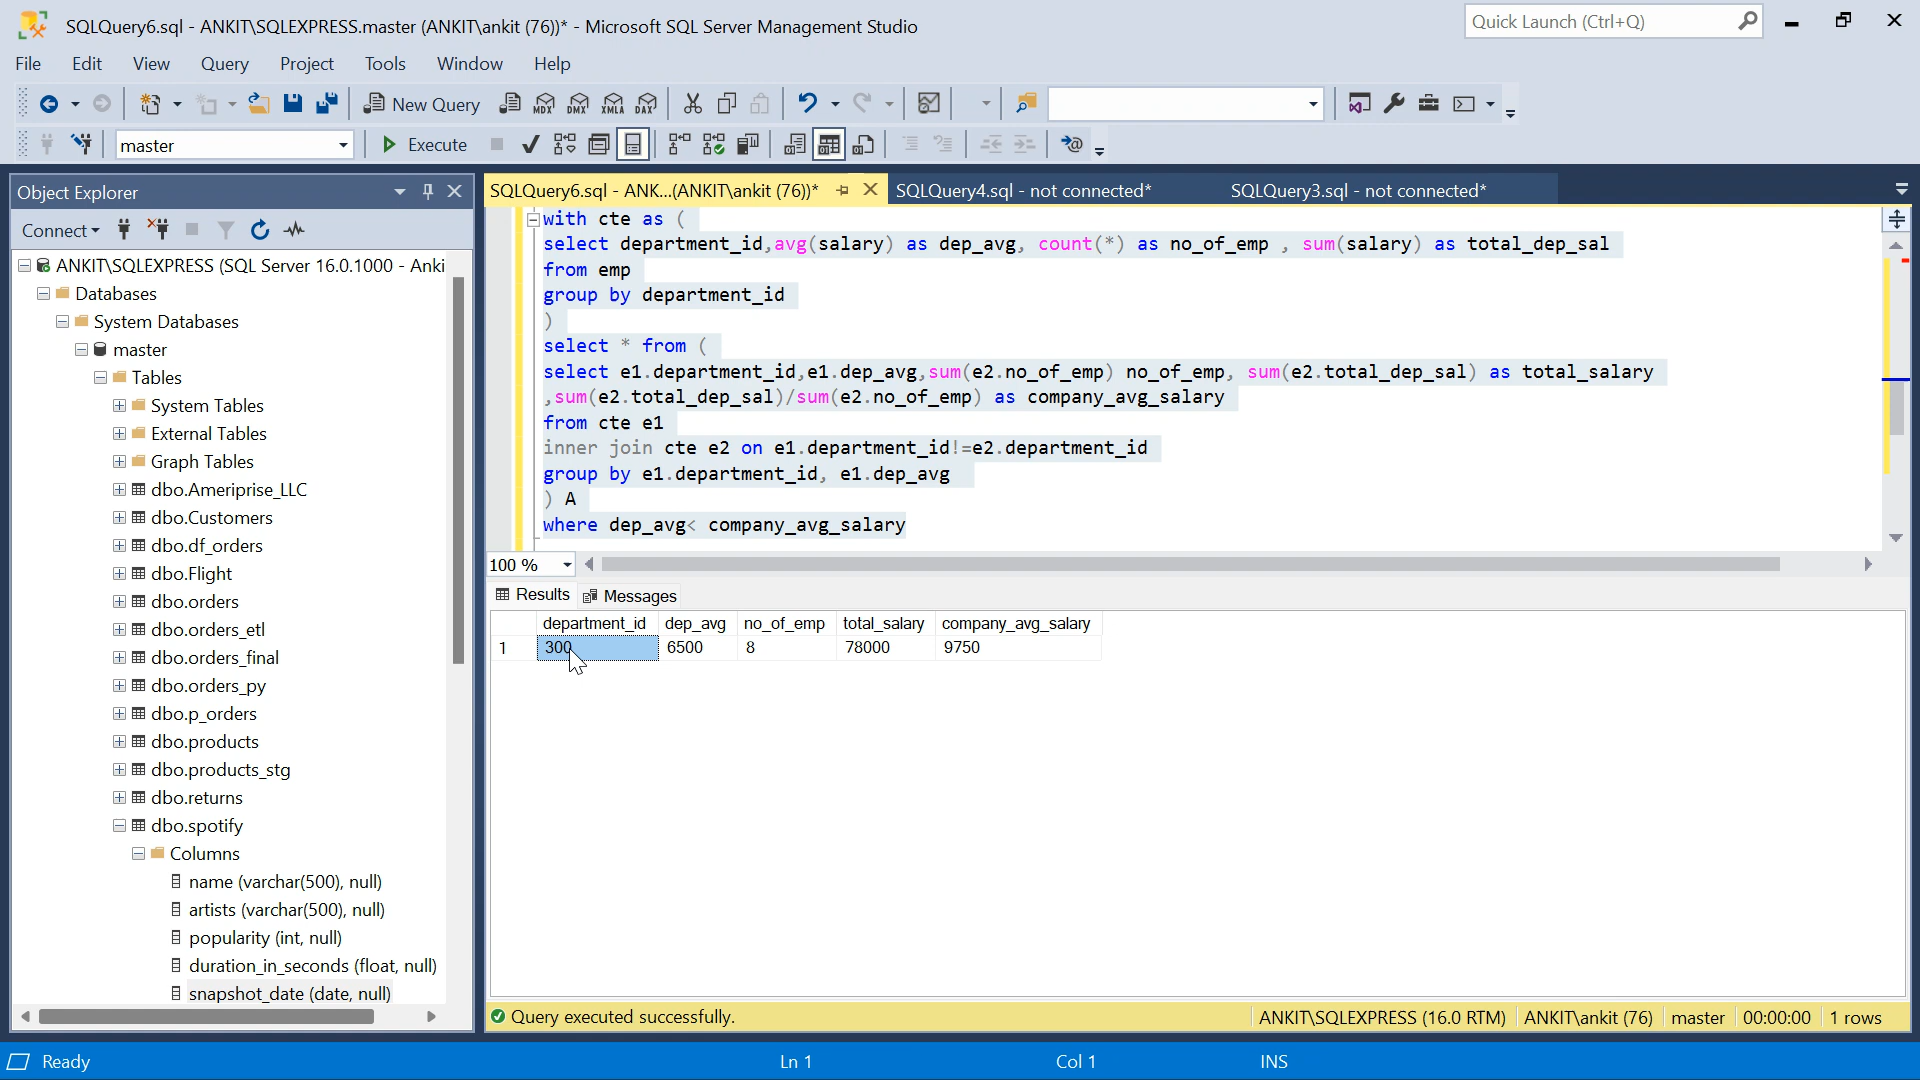 SQLQuery6.sql - ANKIT\SQLEXPRESS.master (ANKIT\ankit (76))* - Microsoft SQL Server Management Studio
Quick Launch (Ctrl+Q)
File Edit View Query Project Tools Window Help
New Query MDX DMX XMLA DAX
master Execute
Object Explorer
Connect
ANKIT\SQLEXPRESS (SQL Server 16.0.1000 - Anki
Databases
System Databases
master
Tables
System Tables
External Tables
Graph Tables
dbo.Ameriprise_LLC
dbo.Customers
dbo.df_orders
dbo.Flight
dbo.orders
dbo.orders_etl
dbo.orders_final
dbo.orders_py
dbo.p_orders
dbo.products
dbo.products_stg
dbo.returns
dbo.spotify
Columns
name (varchar(500), null)
artists (varchar(500), null)
popularity (int, null)
duration_in_seconds (float, null)
snapshot_date (date, null)
SQLQuery6.sql - ANK...(ANKIT\ankit (76))* SQLQuery4.sql - not connected* SQLQuery3.sql - not connected*
with cte as (
select department_id,avg(salary) as dep_avg, count(*) as no_of_emp , sum(salary) as total_dep_sal
from emp
group by department_id
)
select * from (
select e1.department_id,e1.dep_avg,sum(e2.no_of_emp) no_of_emp, sum(e2.total_dep_sal) as total_salary
,sum(e2.total_dep_sal)/sum(e2.no_of_emp) as company_avg_salary
from cte e1
inner join cte e2 on e1.department_id!=e2.department_id
group by e1.department_id, e1.dep_avg
) A
where dep_avg< company_avg_salary
100 %
Results Messages
department_id dep_avg no_of_emp total_salary company_avg_salary
1 300 6500 8 78000 9750
Query executed successfully. ANKIT\SQLEXPRESS (16.0 RTM) ANKIT\ankit (76) master 00:00:00 1 rows
Ready Ln 1 Col 1 INS